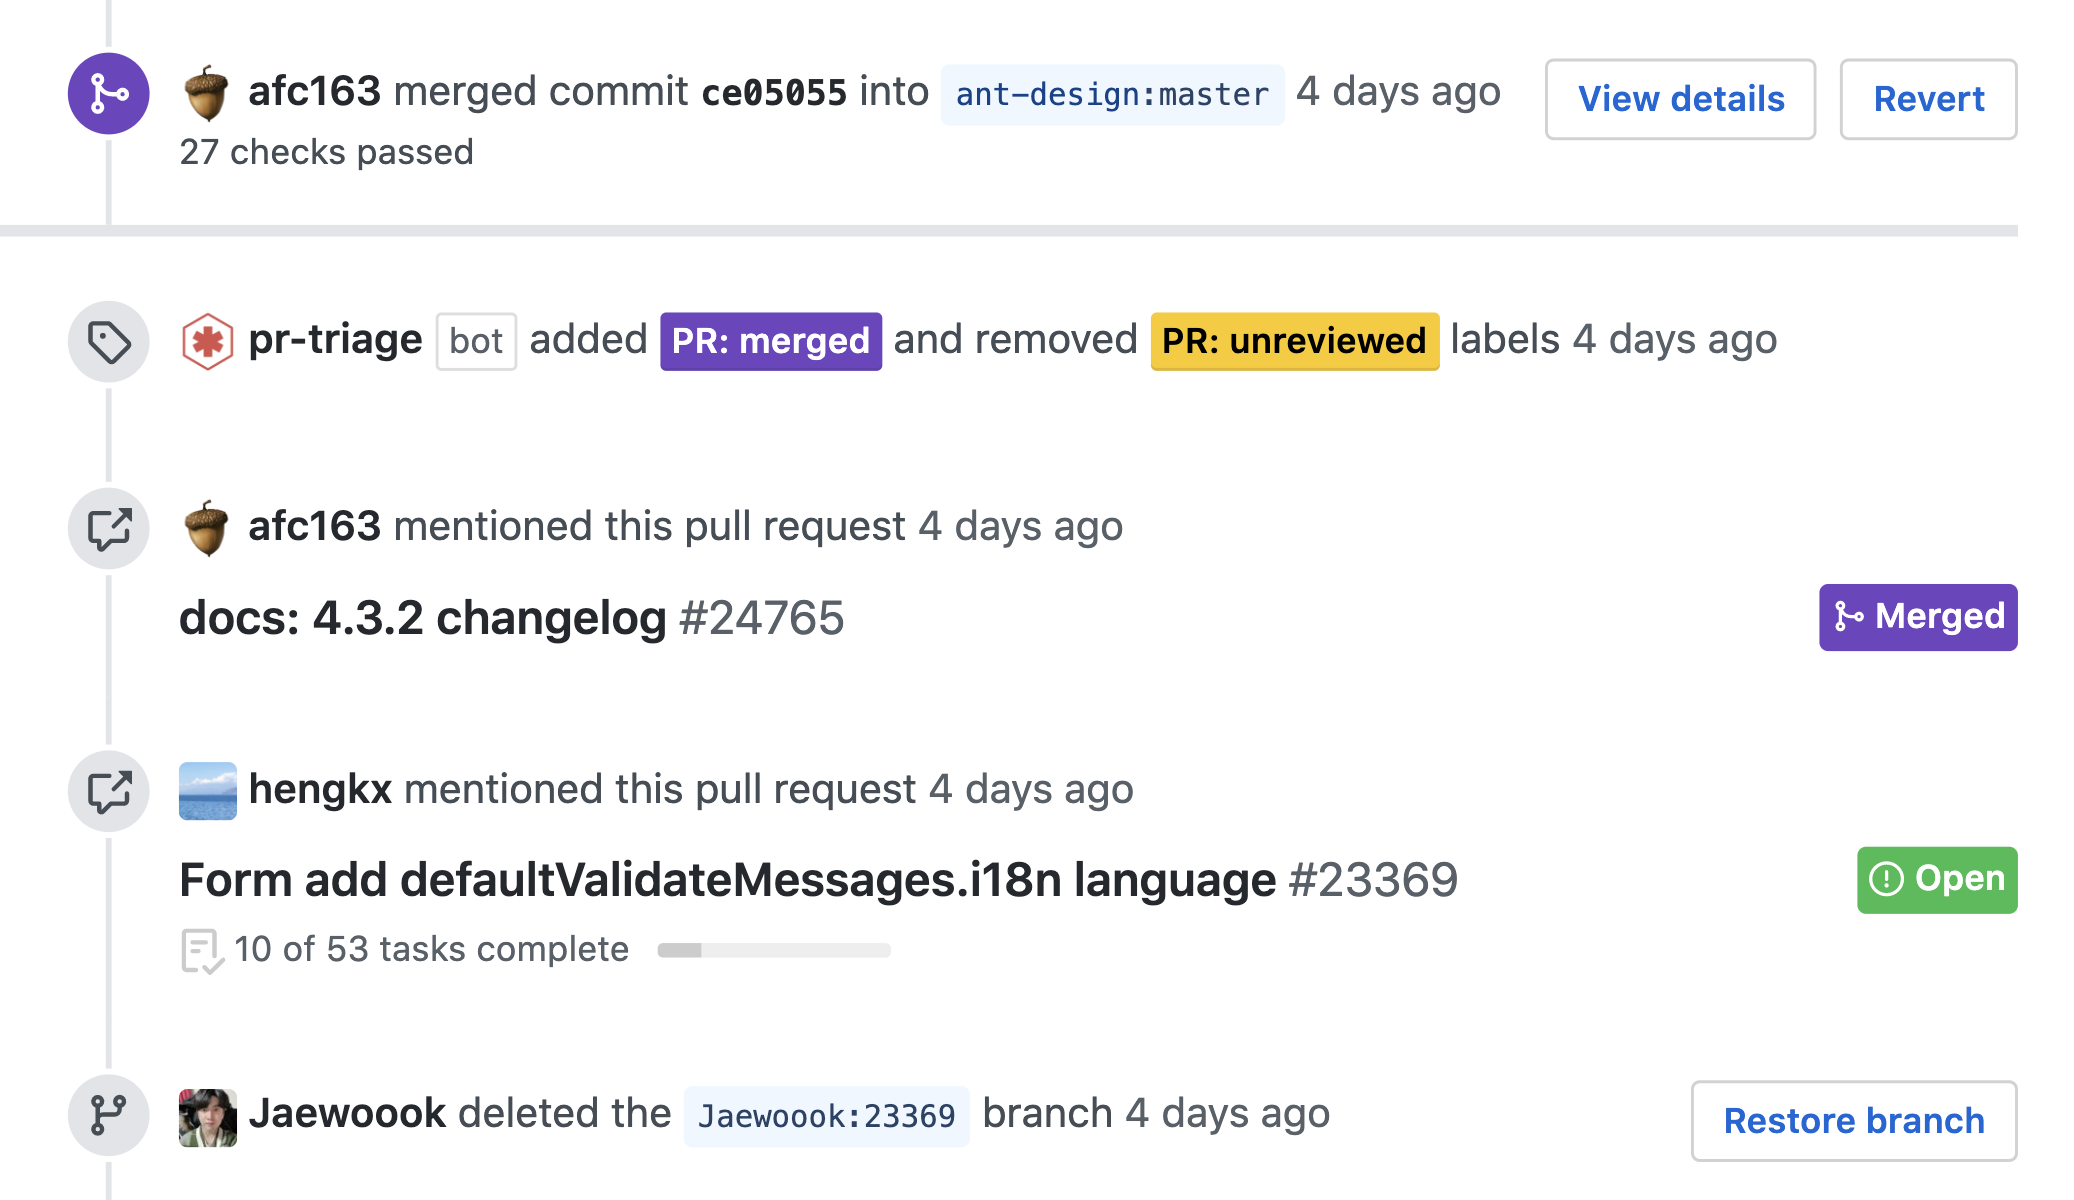 afc163 merged commit ce05055 into ant-design:master 4 days ago View details Revert
27 checks passed
pr-triage bot added PR: merged and removed PR: unreviewed labels 4 days ago
afc163 mentioned this pull request 4 days ago
docs: 4.3.2 changelog #24765 Merged
hengkx mentioned this pull request 4 days ago
Form add defaultValidateMessages.i18n language #23369 Open
10 of 53 tasks complete
Jaewoook deleted the Jaewoook:23369 branch 4 days ago Restore branch